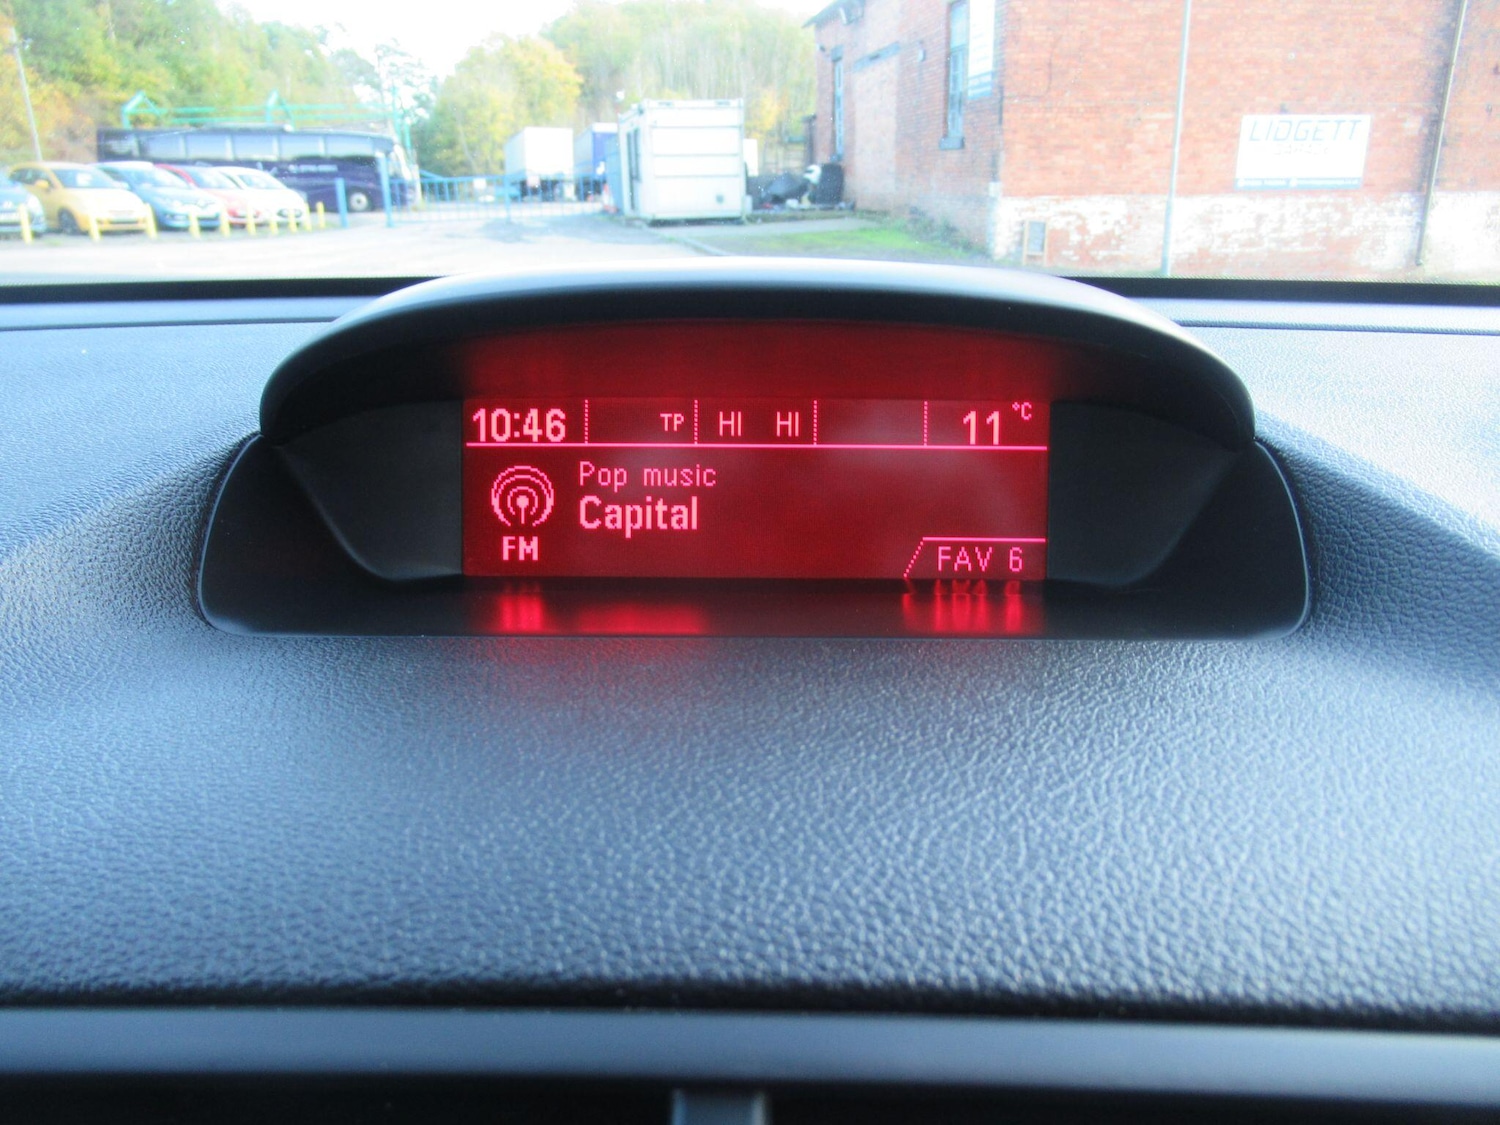 LIDGETT
10:46 TP HI HI 11 °C
Pop music
Capital
FM
FAV 6